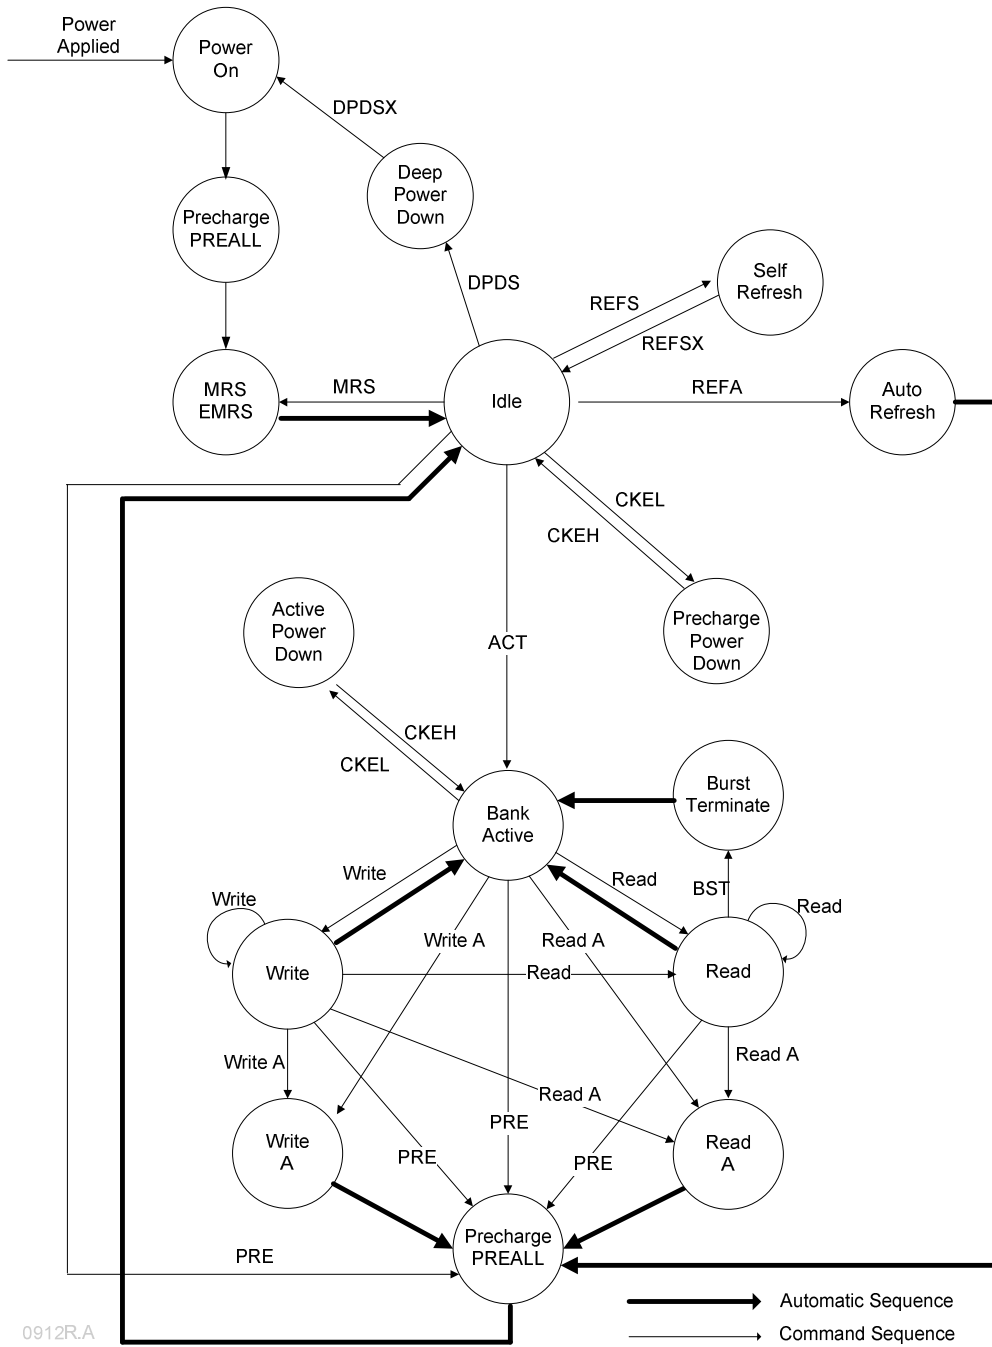 Power
Applied
Power
On
DPDSX
Deep
Power
Down
Precharge
PREALL
DPDS
Self
Refresh
REFS
REFSX
MRS
EMRS
MRS
Idle
REFA
Auto
Refresh
CKEL
CKEH
Precharge
Power
Down
Active
Power
Down
ACT
CKEH
CKEL
Burst
Terminate
Bank
Active
Write
Read
BST
Write
Write A
Read A
Read
Write
Read
Read
Write A
Read A
Read A
Write
A
PRE
PRE
PRE
Read
A
Precharge
PREALL
PRE
Automatic Sequence
Command Sequence
0912R.A